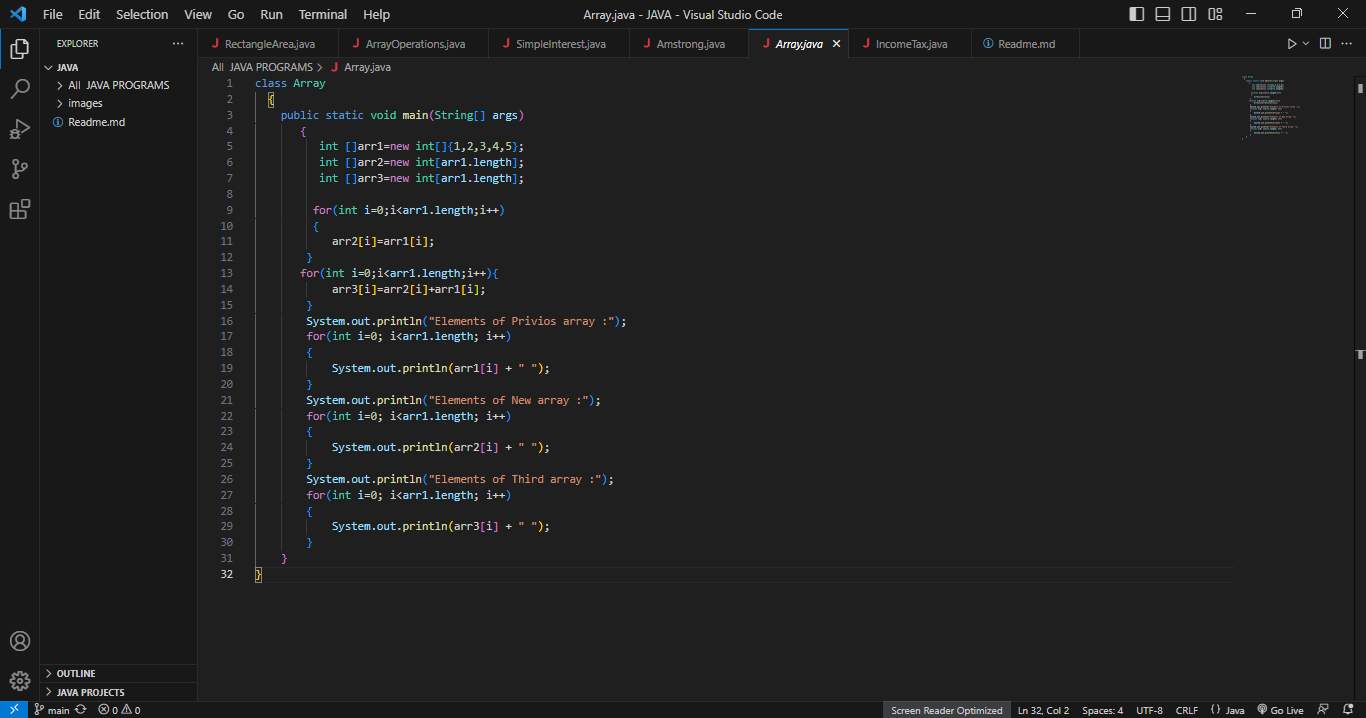 File Edit Selection View Go Run Terminal Help Array.java - JAVA - Visual Studio Code
EXPLORER ···
RectangleArea.java ArrayOperations.java SimpleInterest.java Amstrong.java Array.java IncomeTax.java Readme.md
JAVA
All JAVA PROGRAMS
images
Readme.md
All JAVA PROGRAMS > Array.java
1 class Array
2 {
3 public static void main(String[] args)
4 {
5 int []arr1=new int[]{1,2,3,4,5};
6 int []arr2=new int[arr1.length];
7 int []arr3=new int[arr1.length];
8
9 for(int i=0;i<arr1.length;i++)
10 {
11 arr2[i]=arr1[i];
12 }
13 for(int i=0;i<arr1.length;i++){
14 arr3[i]=arr2[i]+arr1[i];
15 }
16 System.out.println("Elements of Privios array :");
17 for(int i=0; i<arr1.length; i++)
18 {
19 System.out.println(arr1[i] + " ");
20 }
21 System.out.println("Elements of New array :");
22 for(int i=0; i<arr1.length; i++)
23 {
24 System.out.println(arr2[i] + " ");
25 }
26 System.out.println("Elements of Third array :");
27 for(int i=0; i<arr1.length; i++)
28 {
29 System.out.println(arr3[i] + " ");
30 }
31 }
32 }
OUTLINE
JAVA PROJECTS
main 0 0 Screen Reader Optimized Ln 32, Col 2 Spaces: 4 UTF-8 CRLF {} Java Go Live